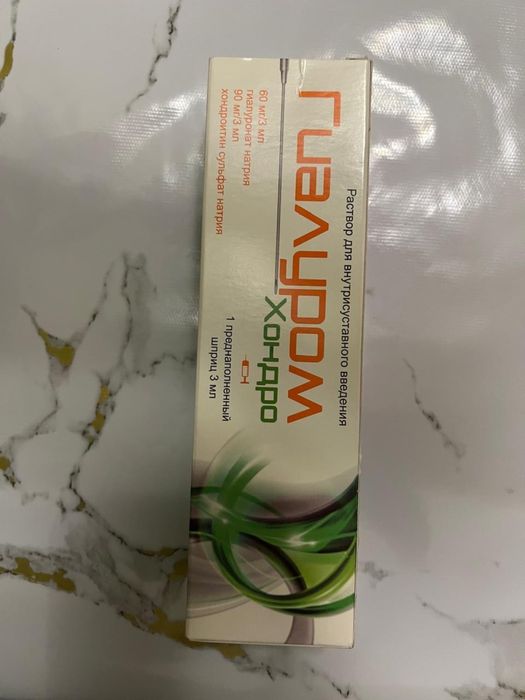 Раствор для внутрисуставного введения
Гиалуром
Хондро
60 мг/3 мл
гиалуронат натрия
90 мг/3 мл
хондроитин сульфат натрия
1 преднаполненный
шприц 3 мл